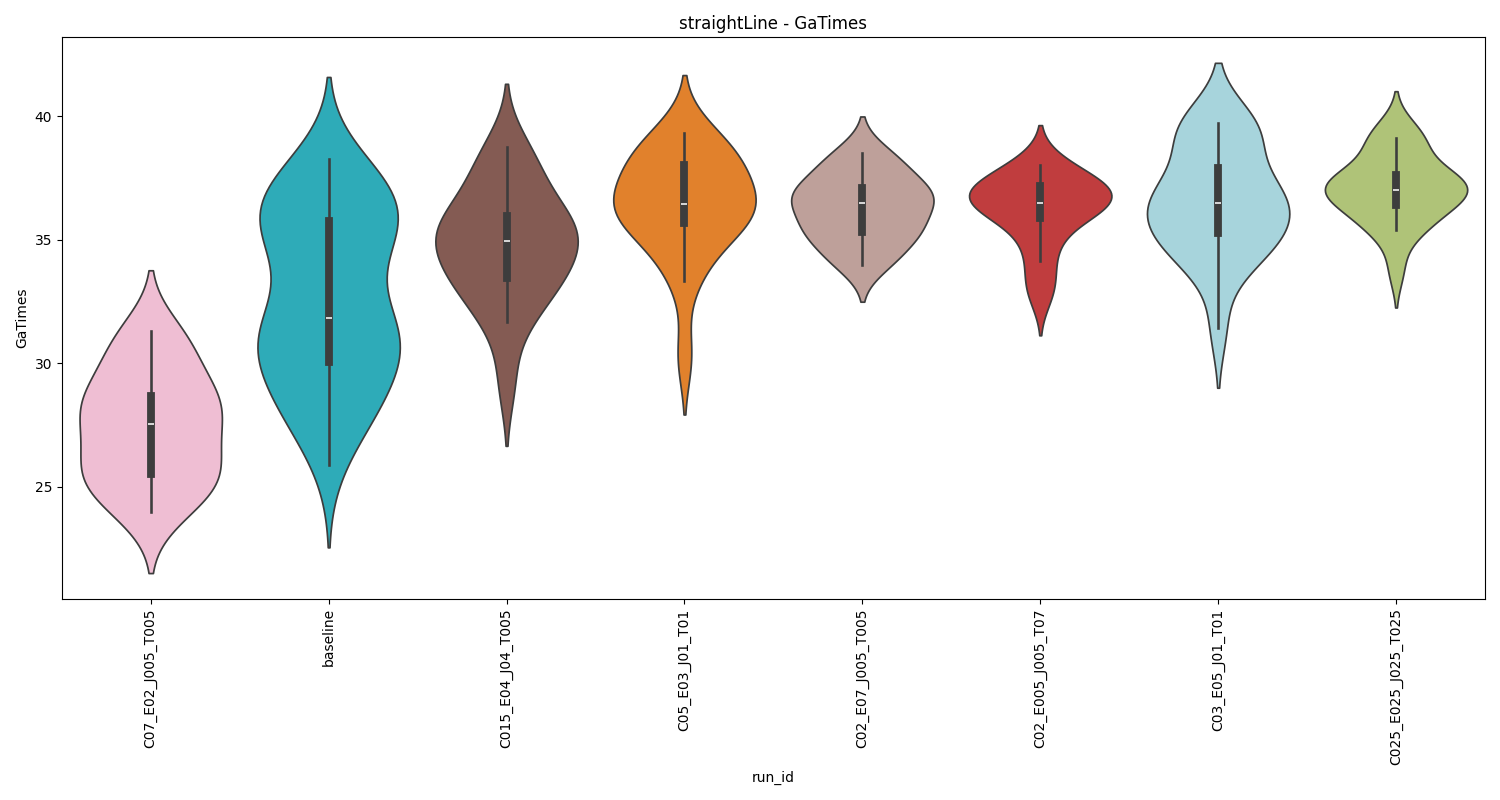 straightLine - GaTimes
GaTimes
40
35
30
25
C07_E02_J005_T005
baseline
C015_E04_J04_T005
C05_E03_J01_T01
C02_E07_J005_T005
C02_E005_J005_T07
C03_E05_J01_T01
C025_E025_J025_T025
run_id